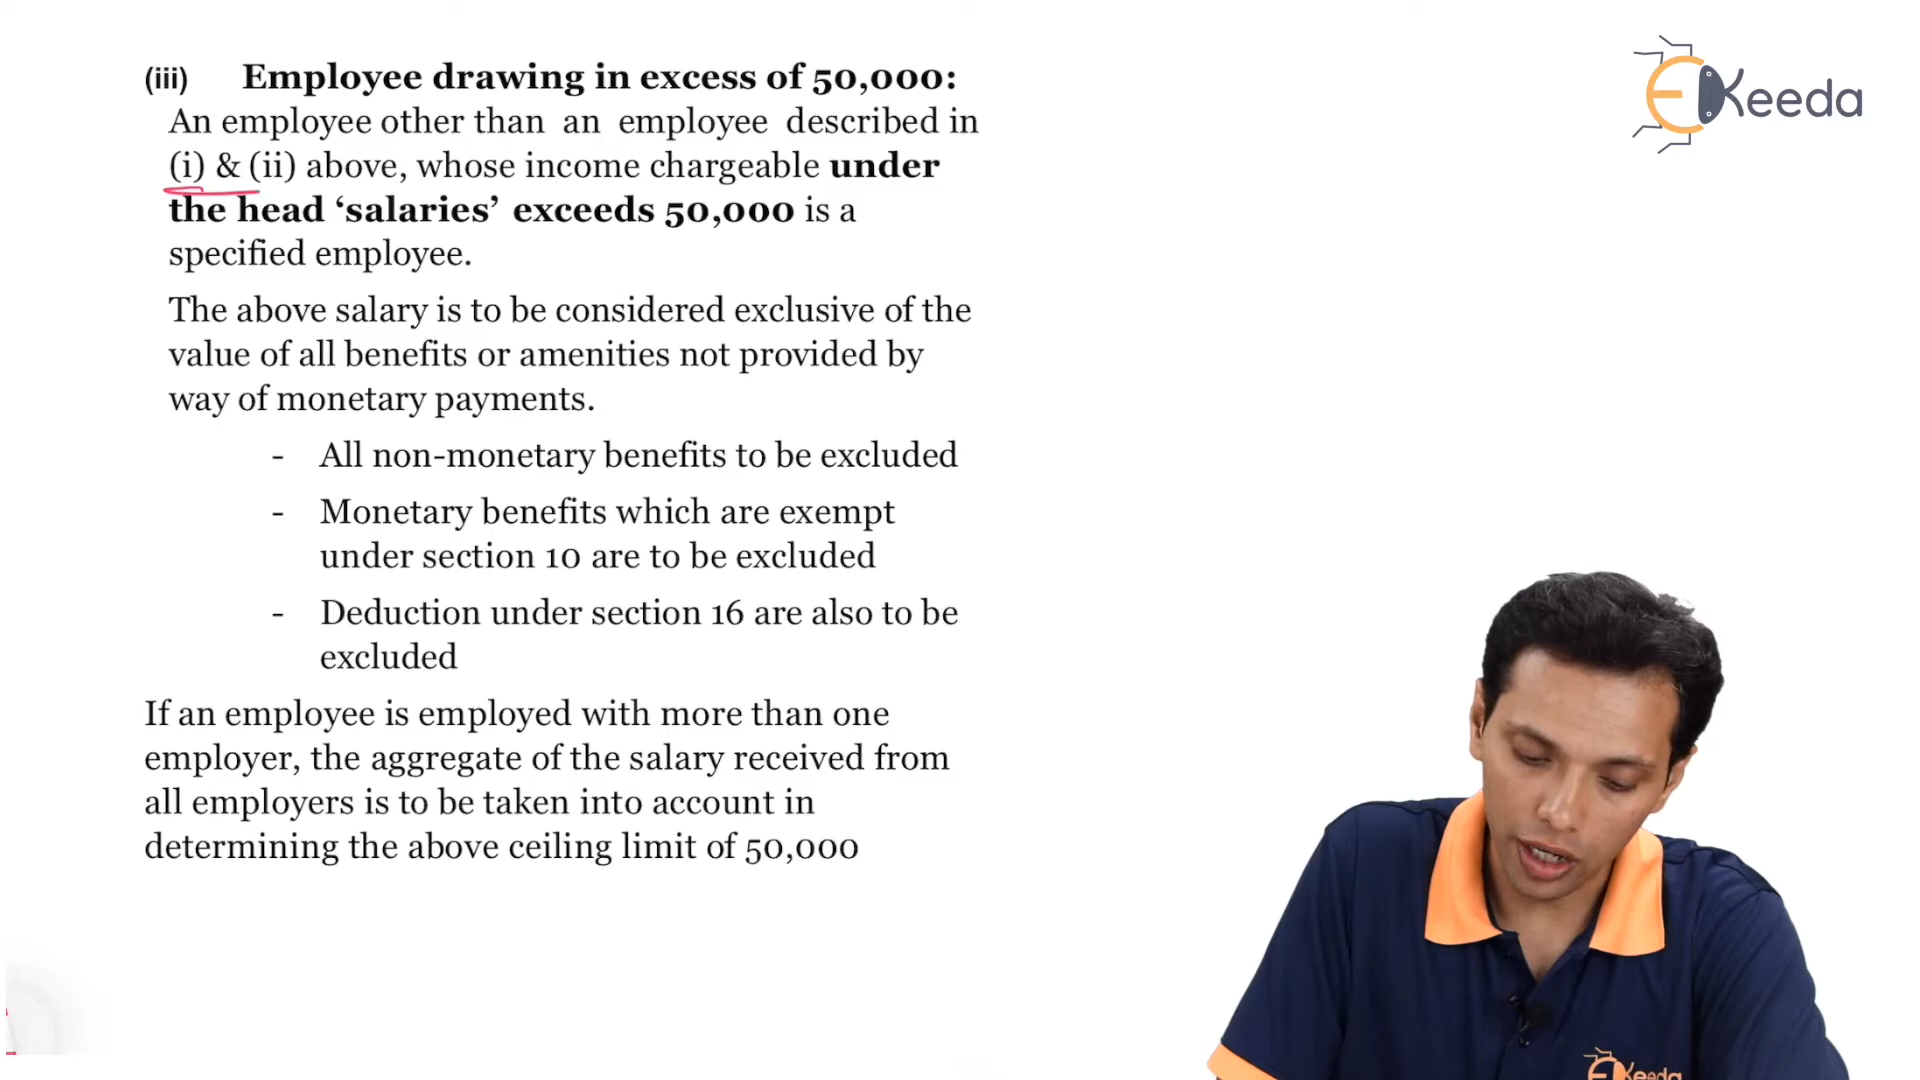 (iii) Employee drawing in excess of 50,000:
An employee other than an employee described in
(i) & (ii) above, whose income chargeable under
the head ‘salaries’ exceeds 50,000 is a
specified employee.
The above salary is to be considered exclusive of the
value of all benefits or amenities not provided by
way of monetary payments.
- All non-monetary benefits to be excluded
- Monetary benefits which are exempt
under section 10 are to be excluded
- Deduction under section 16 are also to be
excluded
If an employee is employed with more than one
employer, the aggregate of the salary received from
all employers is to be taken into account in
determining the above ceiling limit of 50,000
EKeeda
EKeeda